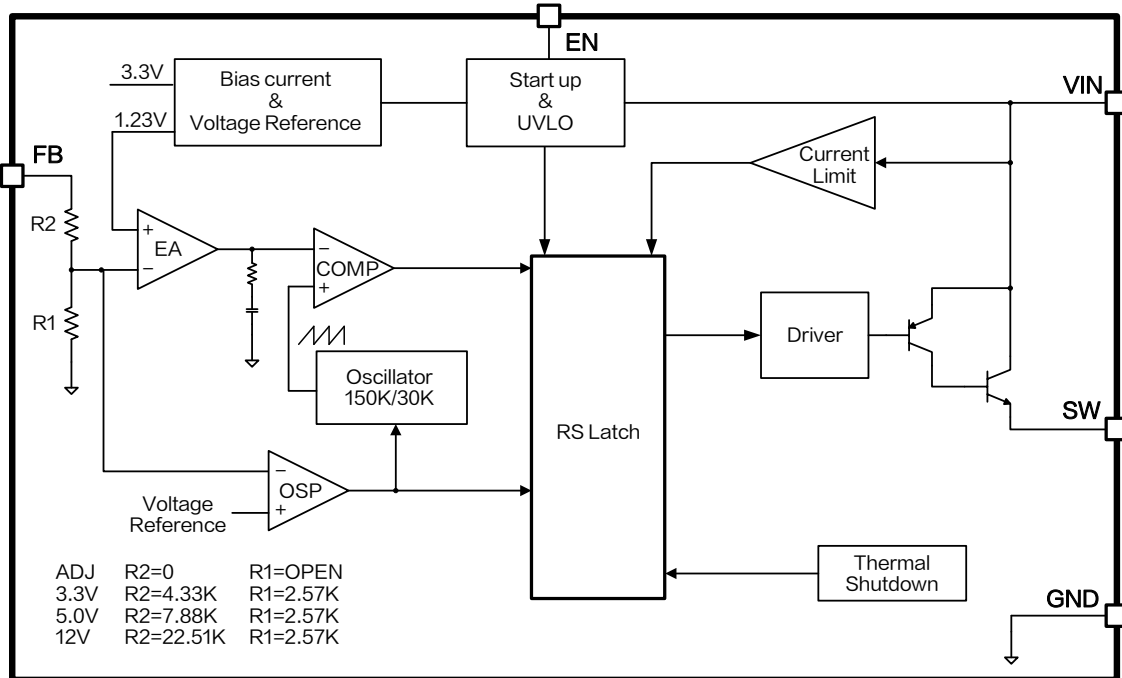 EN
3.3V
Bias current
&
Voltage Reference
Start up
&
UVLO
VIN
1.23V
FB
Current
Limit
R2
+
EA
−
−
COMP
+
R1
Oscillator
150K/30K
Driver
SW
RS Latch
−
OSP
+
Voltage
Reference
Thermal
Shutdown
GND
ADJ R2=0 R1=OPEN
3.3V R2=4.33K R1=2.57K
5.0V R2=7.88K R1=2.57K
12V R2=22.51K R1=2.57K